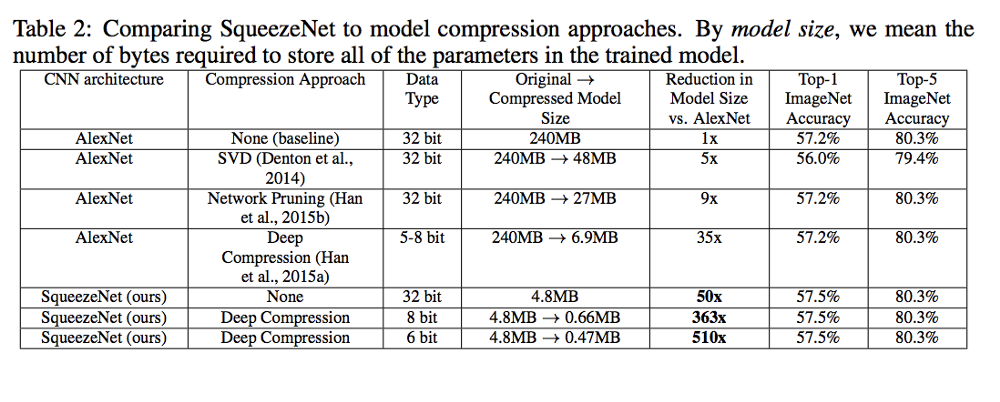 Table 2: Comparing SqueezeNet to model compression approaches. By model size, we mean the
number of bytes required to store all of the parameters in the trained model.
CNN architecture Compression Approach Data Type Original → Compressed Model Size Reduction in Model Size vs. AlexNet Top-1 ImageNet Accuracy Top-5 ImageNet Accuracy
AlexNet None (baseline) 32 bit 240MB 1x 57.2% 80.3%
AlexNet SVD (Denton et al., 2014) 32 bit 240MB → 48MB 5x 56.0% 79.4%
AlexNet Network Pruning (Han et al., 2015b) 32 bit 240MB → 27MB 9x 57.2% 80.3%
AlexNet Deep Compression (Han et al., 2015a) 5-8 bit 240MB → 6.9MB 35x 57.2% 80.3%
SqueezeNet (ours) None 32 bit 4.8MB 50x 57.5% 80.3%
SqueezeNet (ours) Deep Compression 8 bit 4.8MB → 0.66MB 363x 57.5% 80.3%
SqueezeNet (ours) Deep Compression 6 bit 4.8MB → 0.47MB 510x 57.5% 80.3%